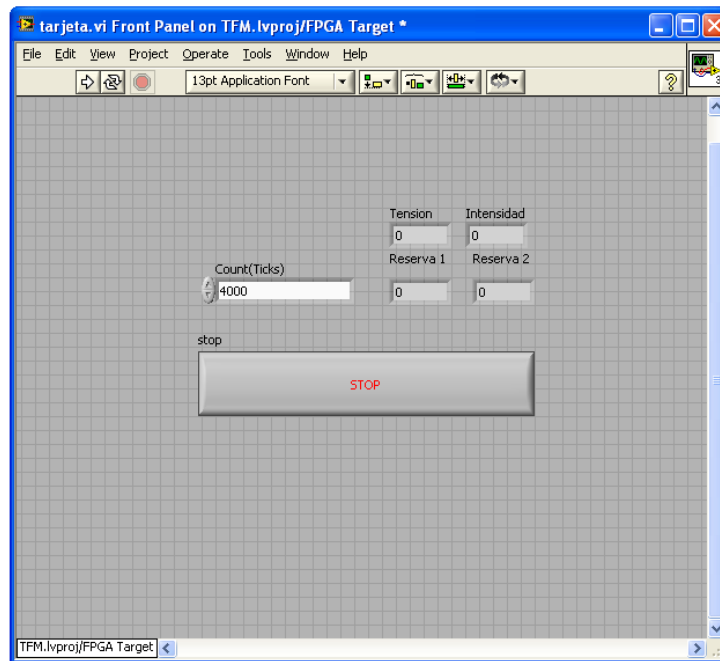 tarjeta.vi Front Panel on TFM.lvproj/FPGA Target *
File Edit View Project Operate Tools Window Help
13pt Application Font
?
3
Tension Intensidad
0 0
Reserva 1 Reserva 2
Count(Ticks)
4000 0 0
stop
STOP
TFM.lvproj/FPGA Target